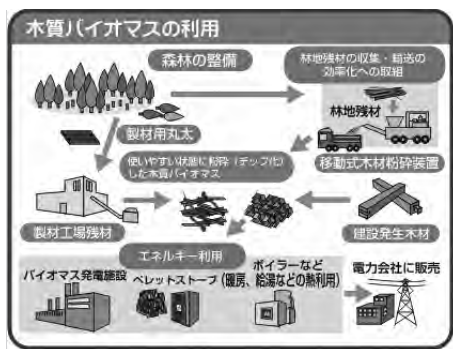 木質バイオマスの利用
森林の整備
林地残材の収集・輸送の
効率化への取組
林地残材
製材用丸太
使いやすい状態に粉砕（チップ化）
した木質バイオマス
移動式木材粉砕装置
製材工場残材
建設発生木材
エネルギー利用
バイオマス発電施設
ペレットストーブ
ボイラーなど
（暖房、給湯などの熱利用）
電力会社に販売